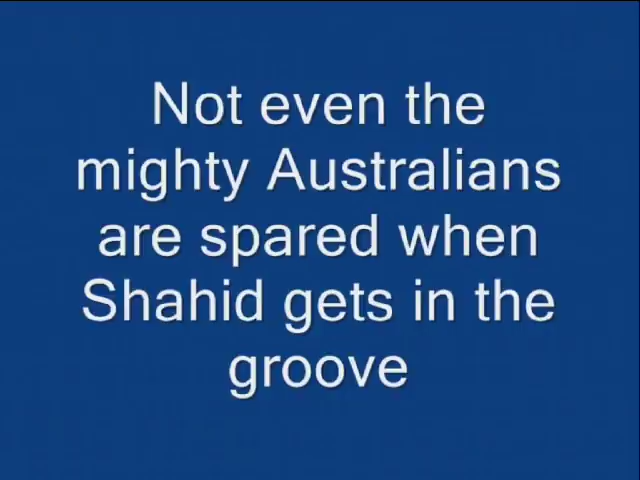 Not even the
mighty Australians
are spared when
Shahid gets in the
groove